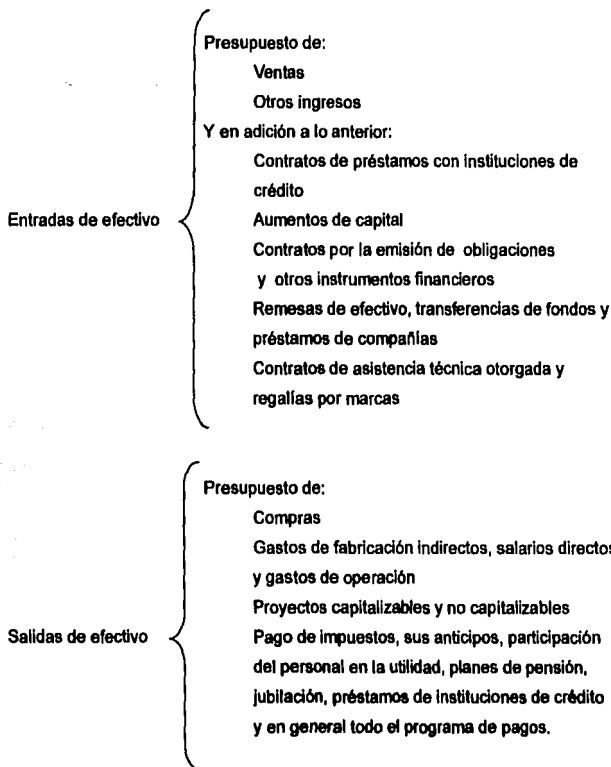 Presupuesto de:
Ventas
Otros ingresos
Y en adición a lo anterior:
Contratos de préstamos con instituciones de
crédito
Entradas de efectivo
Aumentos de capital
Contratos por la emisión de obligaciones
y otros instrumentos financieros
Remesas de efectivo, transferencias de fondos y
préstamos de compañías
Contratos de asistencia técnica otorgada y
regalías por marcas
Presupuesto de:
Compras
Gastos de fabricación indirectos, salarios directos
y gastos de operación
Proyectos capitalizables y no capitalizables
Salidas de efectivo
Pago de impuestos, sus anticipos, participación
del personal en la utilidad, planes de pensión,
jubilación, préstamos de instituciones de crédito
y en general todo el programa de pagos.